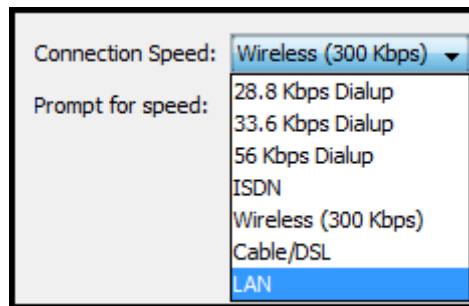 Connection Speed: Wireless (300 Kbps)
Prompt for speed:
28.8 Kbps Dialup
33.6 Kbps Dialup
56 Kbps Dialup
ISDN
Wireless (300 Kbps)
Cable/DSL
LAN